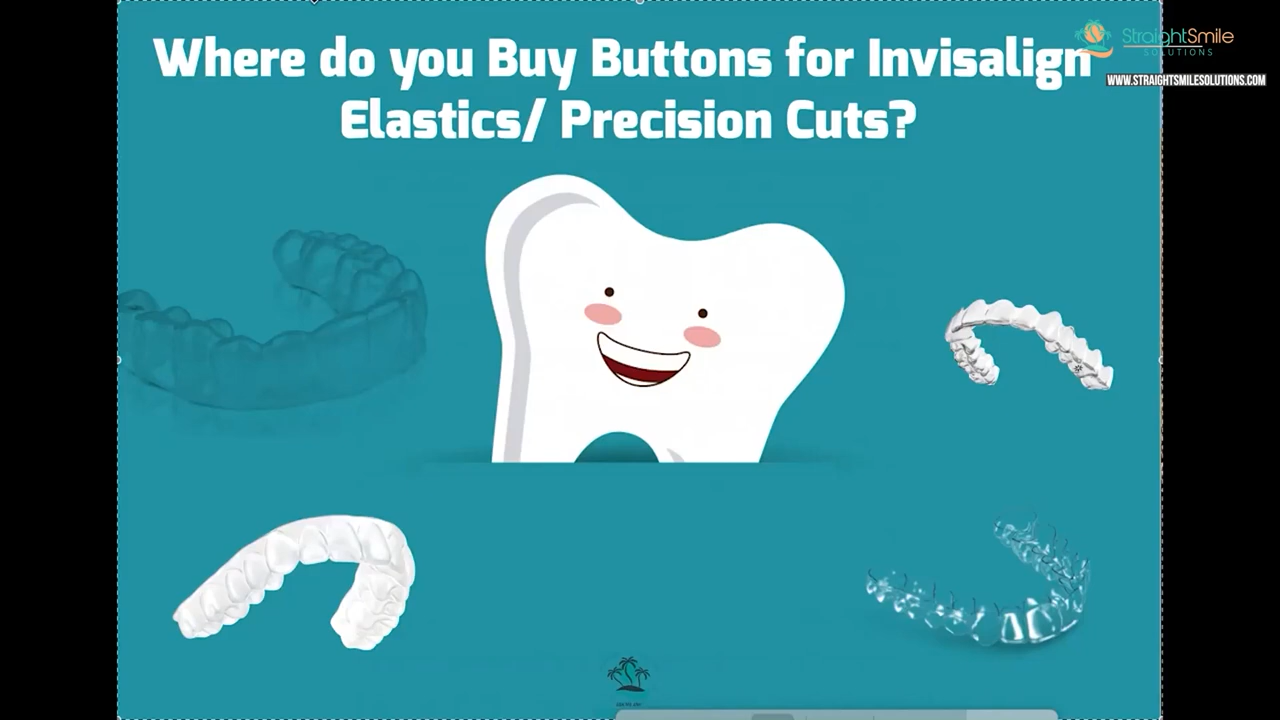 Where do you Buy Buttons for Invisalign
Elastics/ Precision Cuts?
StraightSmile
SOLUTIONS
WWW.STRAIGHTSMILESOLUTIONS.COM